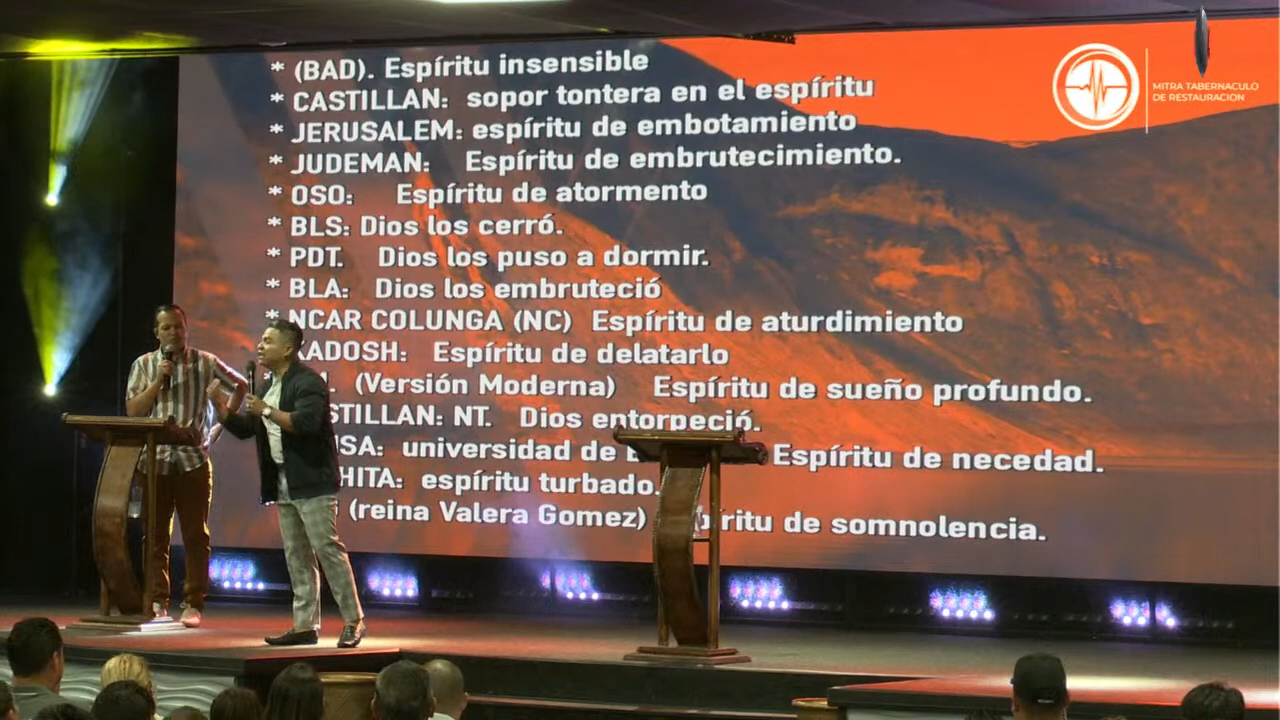 * (BAD). Espíritu insensible
* CASTILLAN: sopor tontera en el espíritu
* JERUSALEM: espíritu de embotamiento
* JUDEMAN: Espíritu de embrutecimiento.
* OSO: Espíritu de atormento
* BLS: Dios los cerró.
* PDT. Dios los puso a dormir.
* BLA: Dios los embruteció
* NCAR COLUNGA (NC) Espíritu de aturdimiento
KADOSH: Espíritu de delatarlo
(Versión Moderna) Espíritu de sueño profundo.
STILLAN: NT. Dios entorpeció.
universidad de Espíritu de necedad.
HITA: espíritu turbado.
(reina Valera Gomez) ritu de somnolencia.
MITRA TABERNACULO
DE RESTAURACION